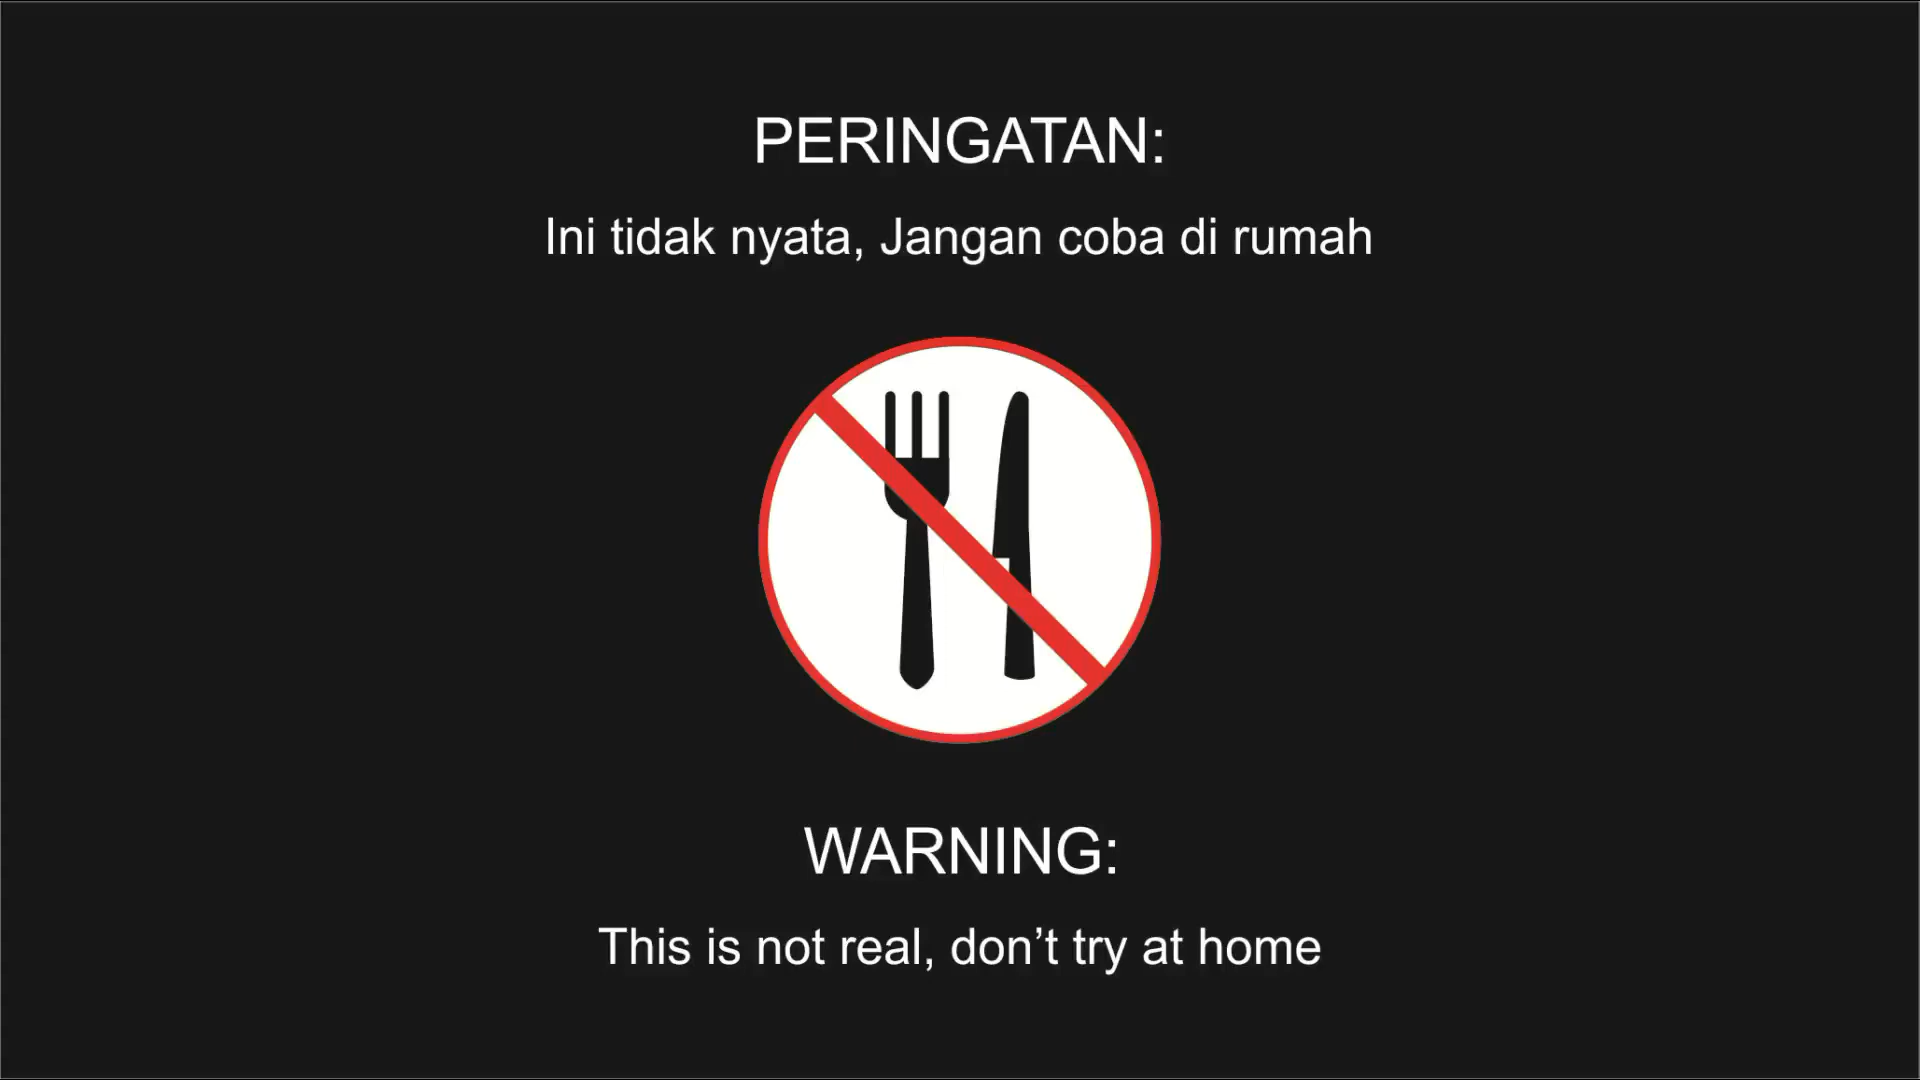 PERINGATAN:
Ini tidak nyata, Jangan coba di rumah
WARNING:
This is not real, don’t try at home